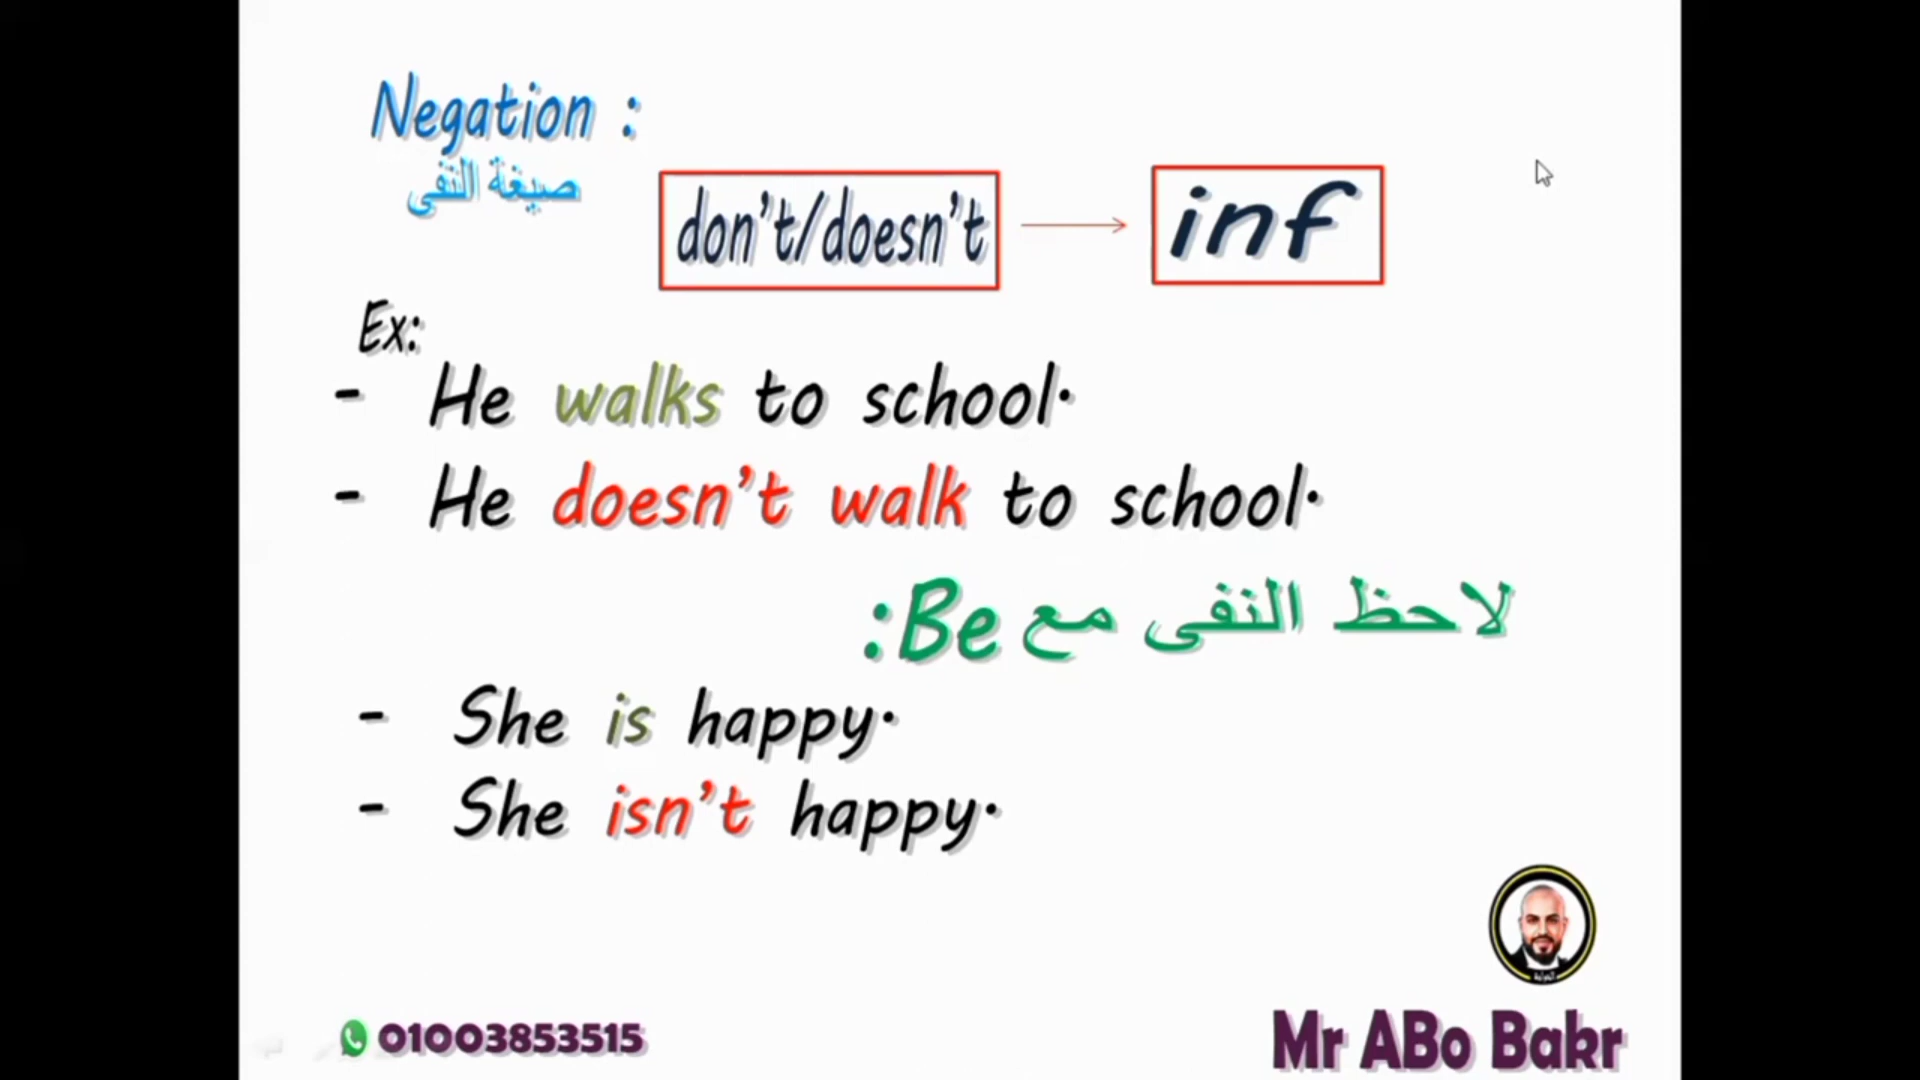 Negation :
صيغة النفى
don't/doesn't
inf
Ex:
- He walks to school.
- He doesn't walk to school.
لاحظ النفى مع Be:
- She is happy.
- She isn't happy.
01003853515
Mr ABo Bakr